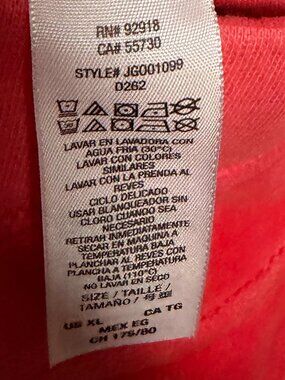 RN# 92918
CA# 55730
STYLE# JG001099
D262
LAVAR EN LAVADORA CON
AGUA FRIA (30°C)
LAVAR CON COLORES
SIMILARES
LAVAR CON LA PRENDA AL
REVES
CICLO DELICADO
USAR BLANQUEADOR SIN
CLORO CUANDO SEA
NECESARIO
RETIRAR INMEDIATAMENTE
SECAR EN MAQUINA A
TEMPERATURA BAJA
PLANCHAR AL REVES CON
PLANCHA A TEMPERATURA
BAJA (110°C)
NO LAVAR EN SECO
SIZE / TAILLE /
TAMAÑO / 号型
US XL CA TG
MEX EG
CH 175/80